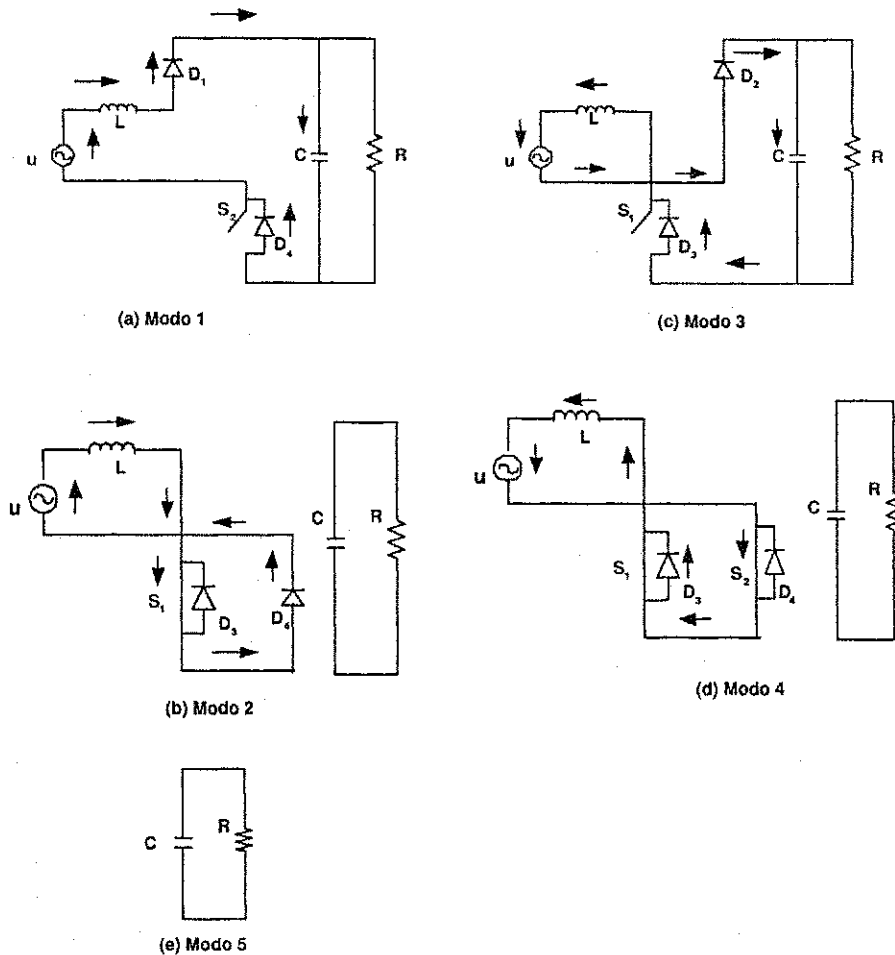 D1
L
u
C
R
S2
D4
(a) Modo 1
D2
L
u
C
R
S1
D3
(c) Modo 3
L
u
C
R
S1
D3
D4
(b) Modo 2
L
u
C
R
S1
D3
S2
D4
(d) Modo 4
C
R
(e) Modo 5